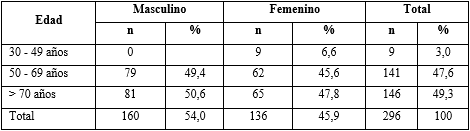 Edad Masculino Femenino Total
n % n % n %
30 - 49 años 0 9 6,6 9 3,0
50 - 69 años 79 49,4 62 45,6 141 47,6
> 70 años 81 50,6 65 47,8 146 49,3
Total 160 54,0 136 45,9 296 100